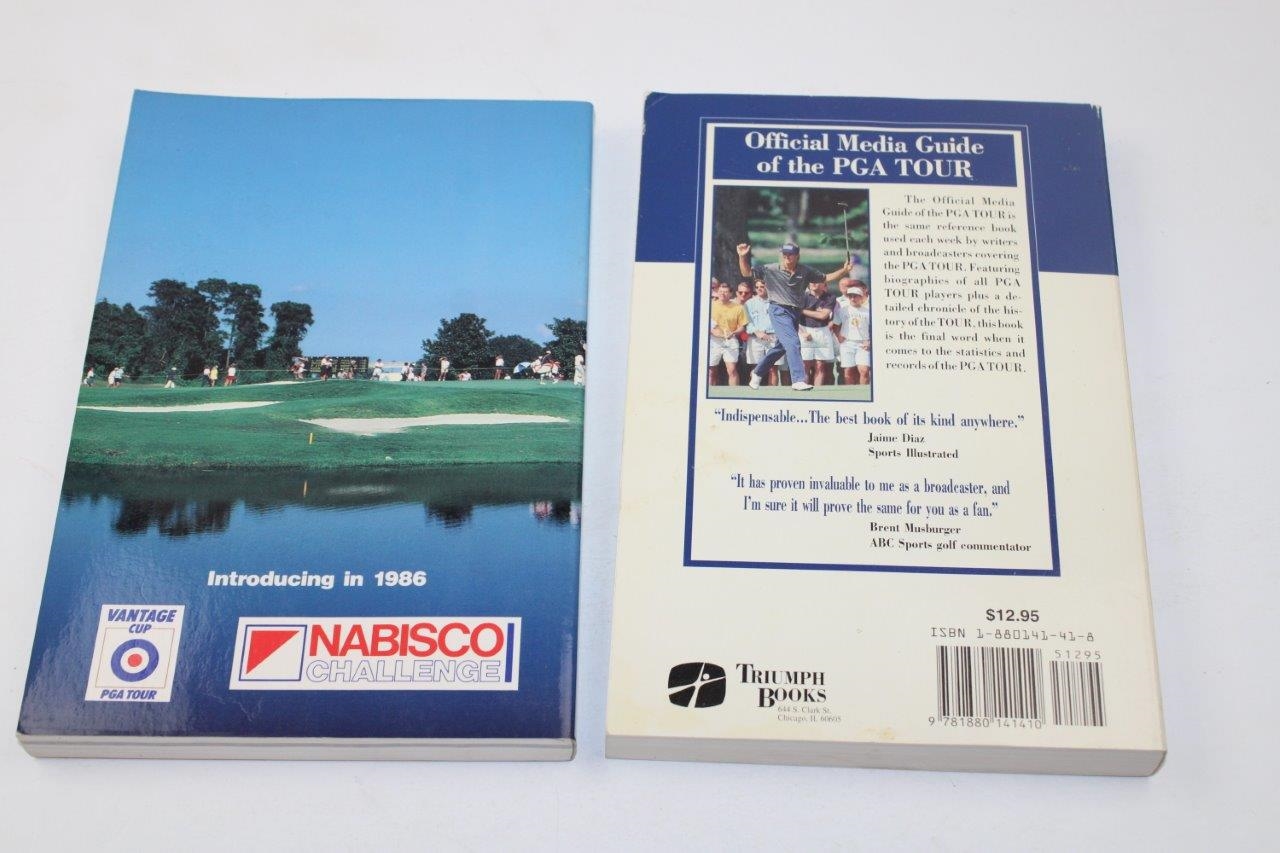 Introducing in 1986
VANTAGE
CUP
PGA TOUR
NABISCO
CHALLENGE
Official Media Guide
of the PGA TOUR
The Official Media
Guide of the PGA TOUR is
the same reference book
used each week by writers
and broadcasters covering
the PGA TOUR. Featuring
biographies of all PGA
TOUR players plus a de-
tailed chronicle of the his-
tory of the TOUR, this book
is the final word when it
comes to the statistics and
records of the PGA TOUR.
“Indispensable...The best book of its kind anywhere.”
Jaime Diaz
Sports Illustrated
“It has proven invaluable to me as a broadcaster, and
I'm sure it will prove the same for you as a fan.”
Brent Musburger
ABC Sports golf commentator
$12.95
ISBN 1-880141-41-8
51295
9 781880 141410
TRIUMPH
BOOKS
644 S. Clark St.
Chicago, IL 60605